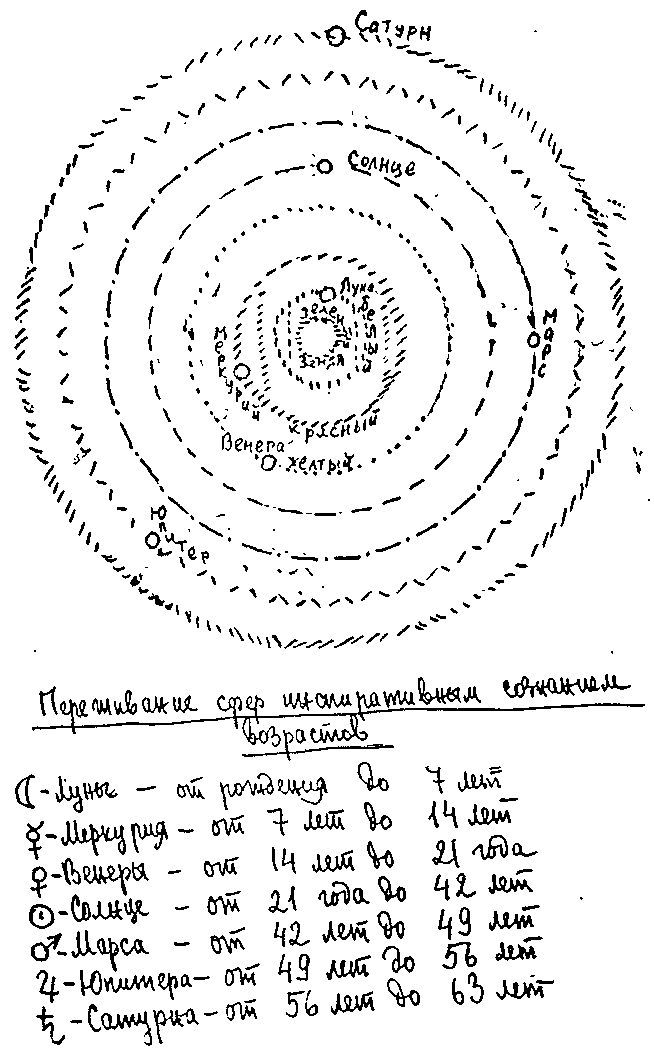 Сатурн
Солнце
Луна
зелен
белый
Земля
Марс
Меркурий
красный
Венера
желтый
Юпитер
Переживание сфер инспиративным сознанием
возрастов
☾ - Луны — от рождения до 7 лет
☿ - Меркурия — от 7 лет до 14 лет
♀ - Венеры — от 14 лет до 21 года
☉ - Солнце — от 21 года до 42 лет
♂ - Марса — от 42 лет до 49 лет
♃ - Юпитера — от 49 лет до 56 лет
♄ - Сатурна — от 56 лет до 63 лет